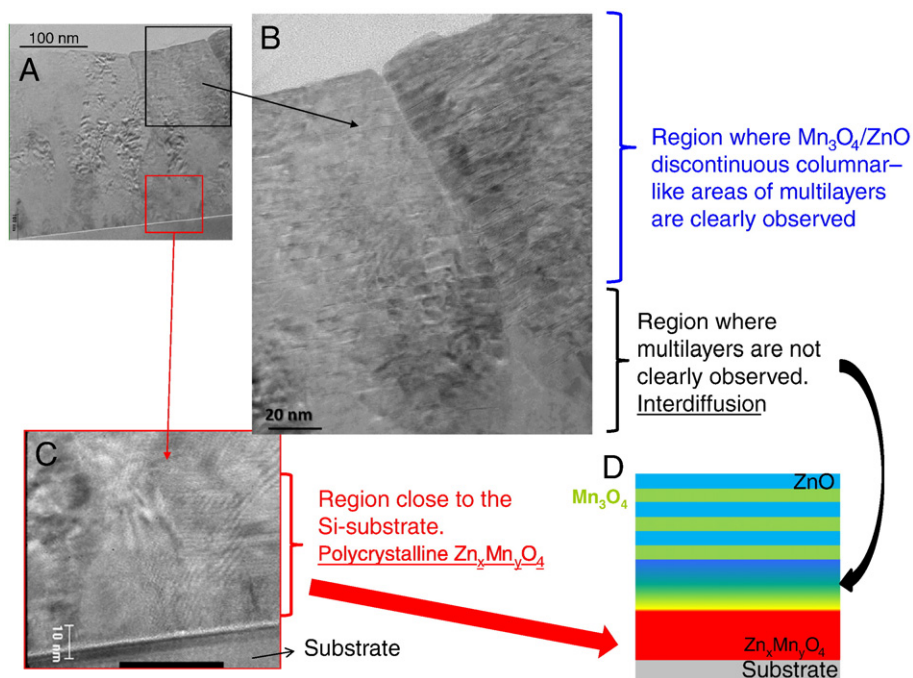 100 nm
A
B
Region where Mn₃O₄/ZnO
discontinuous columnar–
like areas of multilayers
are clearly observed
Region where
multilayers are not
clearly observed.
Interdiffusion
20 nm
C
Region close to the
Si-substrate.
Polycrystalline ZnₓMnᵧO₄
10 nm
Substrate
D
ZnO
Mn₃O₄
ZnₓMnᵧO₄
Substrate